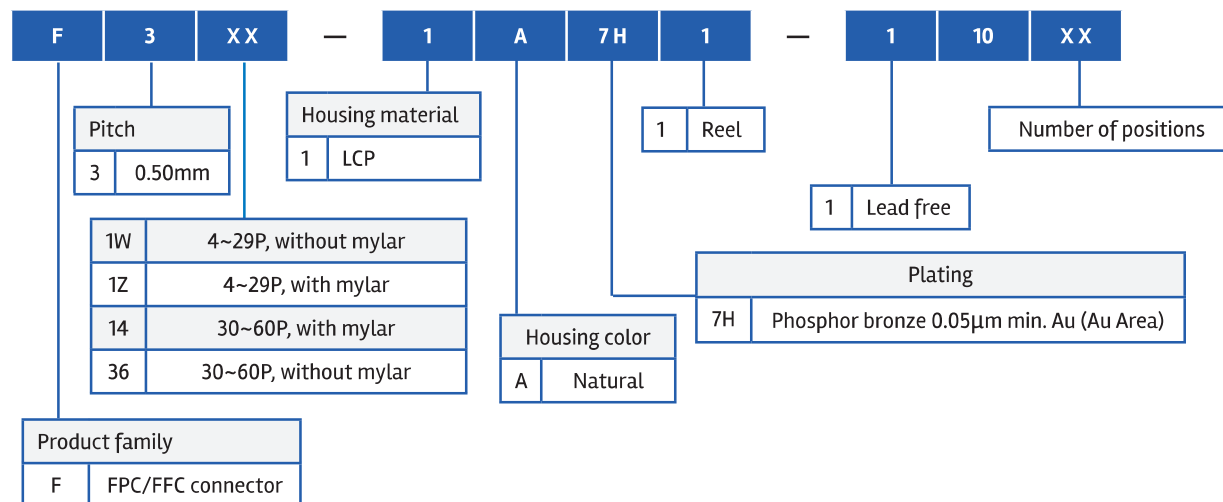 F 3 X X — 1 A 7 H 1 — 1 10 X X
Pitch
3 0.50mm
Housing material
1 LCP
1 Reel
Number of positions
1 Lead free
1W 4~29P, without mylar
1Z 4~29P, with mylar
14 30~60P, with mylar
36 30~60P, without mylar
Plating
7H Phosphor bronze 0.05μm min. Au (Au Area)
Housing color
A Natural
Product family
F FPC/FFC connector